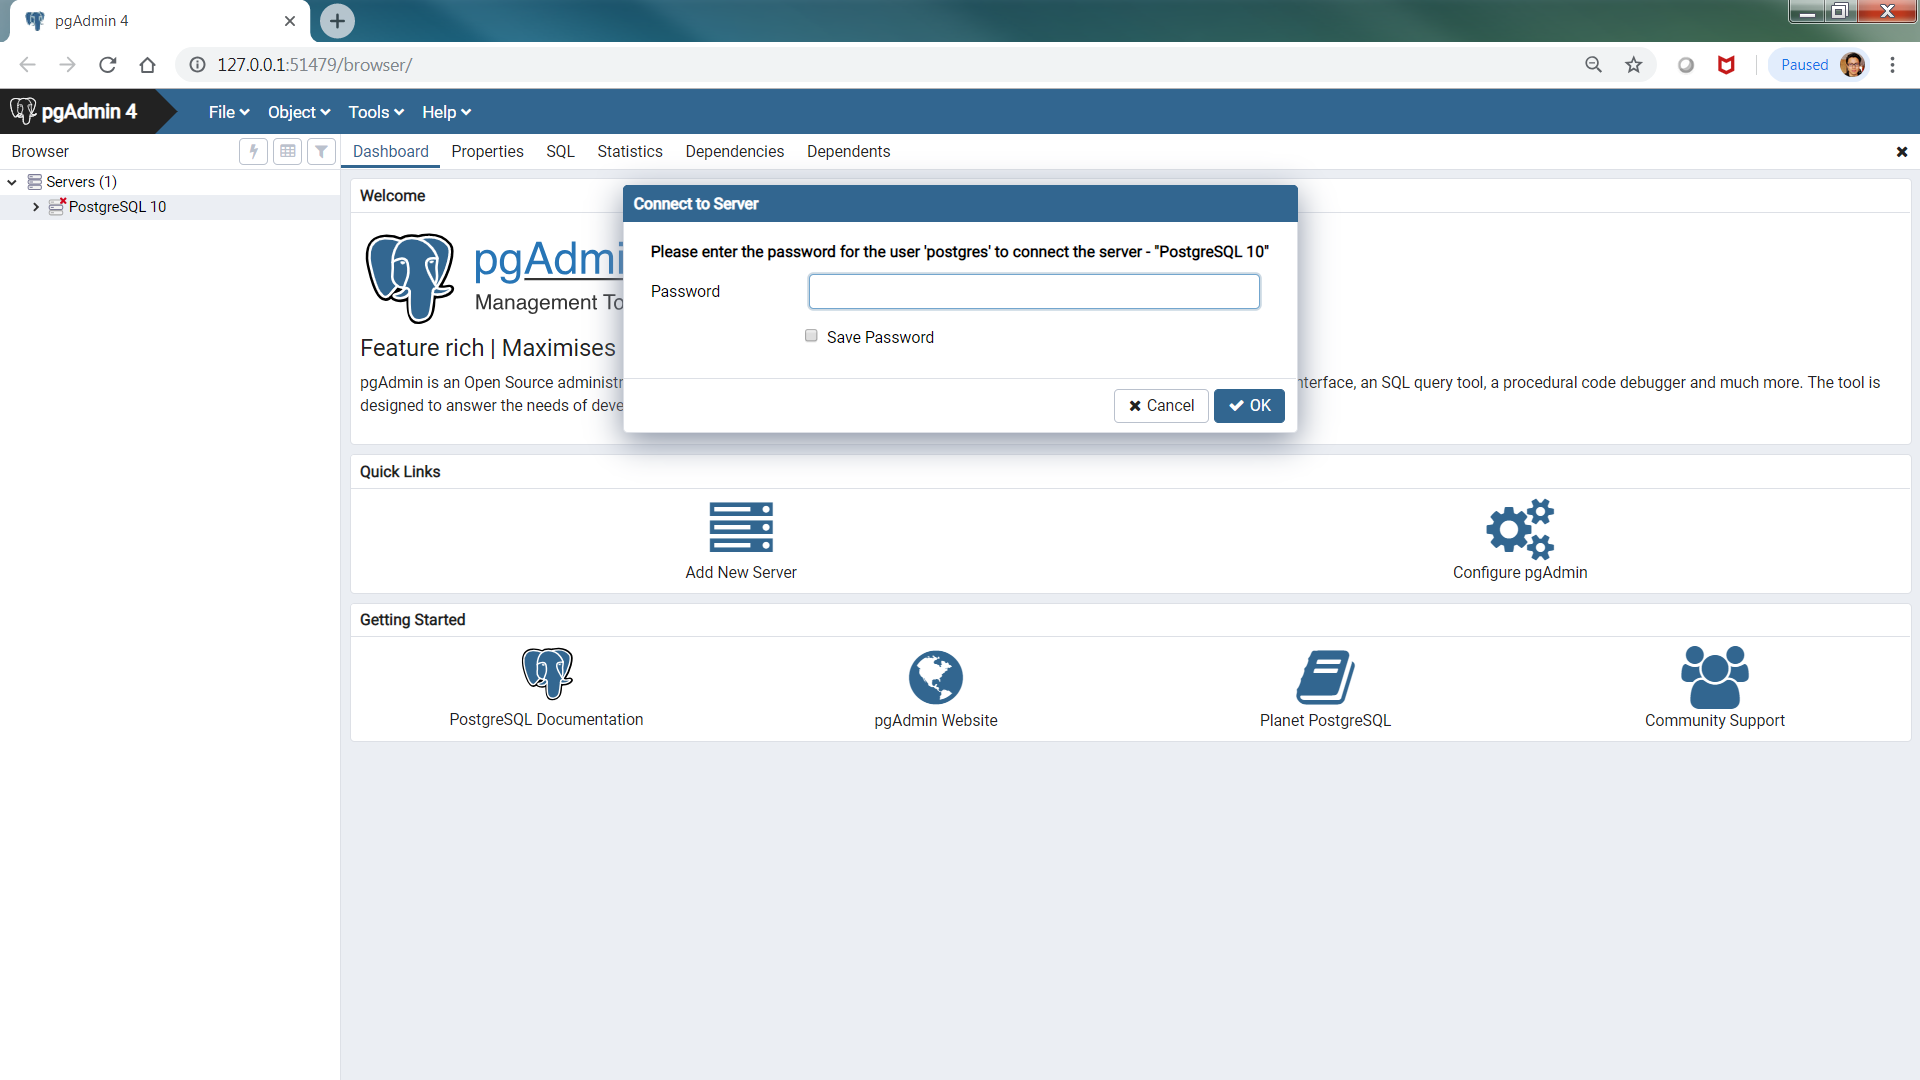 pgAdmin 4
127.0.0.1:51479/browser/
Paused
pgAdmin 4
File
Object
Tools
Help
Browser
Dashboard
Properties
SQL
Statistics
Dependencies
Dependents
Servers (1)
PostgreSQL 10
Welcome
pgAdmi
Management To
Feature rich | Maximises
pgAdmin is an Open Source administr
nterface, an SQL query tool, a procedural code debugger and much more. The tool is
designed to answer the needs of deve
Connect to Server
Please enter the password for the user 'postgres' to connect the server - "PostgreSQL 10"
Password
Save Password
Cancel
OK
Quick Links
Add New Server
Configure pgAdmin
Getting Started
PostgreSQL Documentation
pgAdmin Website
Planet PostgreSQL
Community Support